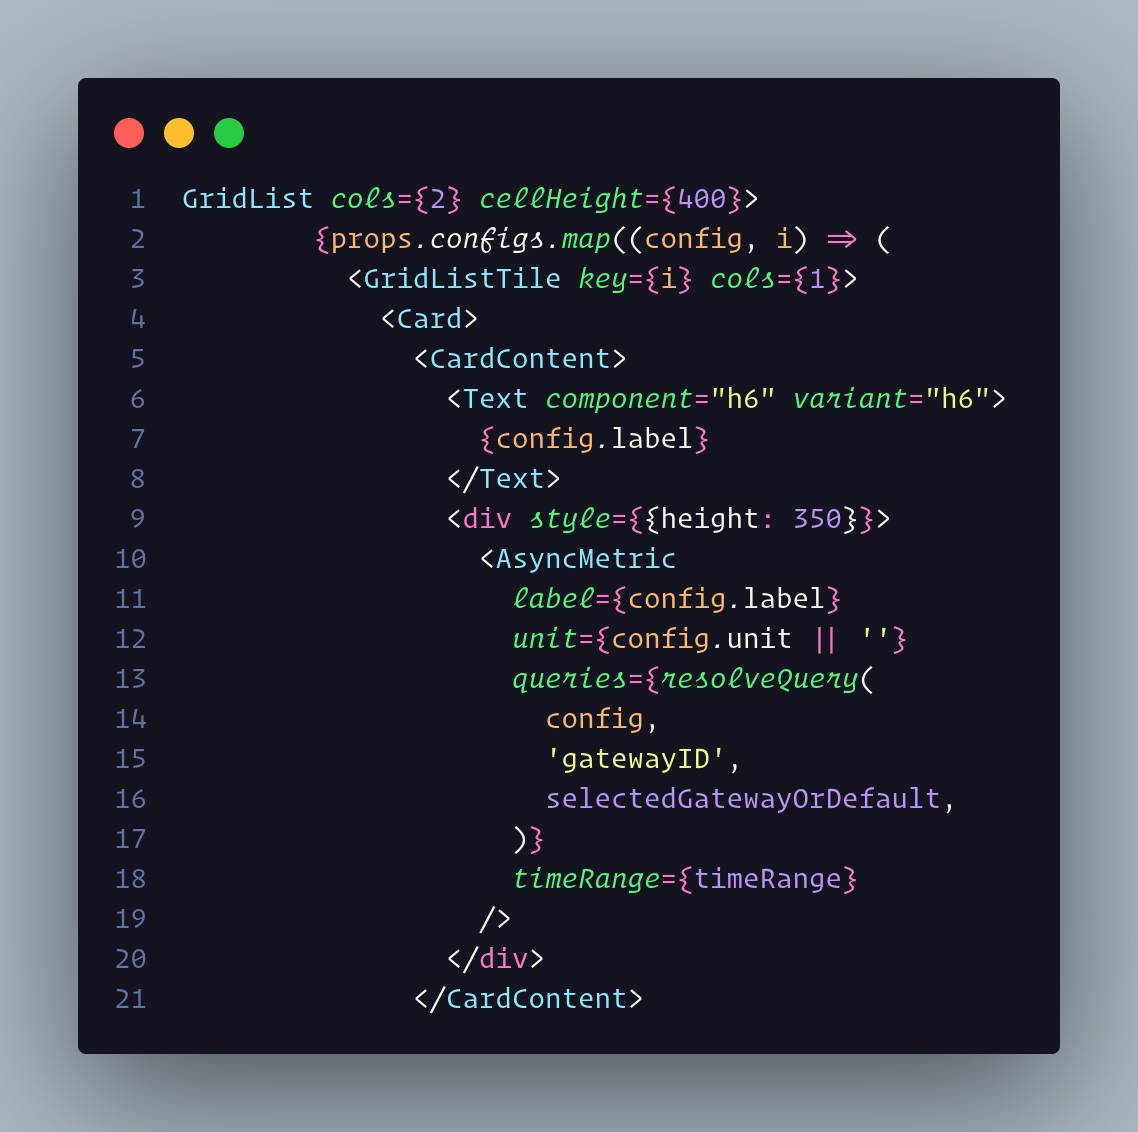 1 GridList cols={2} cellHeight={400}>
2         {props.configs.map((config, i) => (
3           <GridListTile key={i} cols={1}>
4             <Card>
5               <CardContent>
6                 <Text component="h6" variant="h6">
7                   {config.label}
8                 </Text>
9                 <div style={{height: 350}}>
10                   <AsyncMetric
11                     label={config.label}
12                     unit={config.unit || ''}
13                     queries={resolveQuery(
14                       config,
15                       'gatewayID',
16                       selectedGatewayOrDefault,
17                     )}
18                     timeRange={timeRange}
19                   />
20                 </div>
21               </CardContent>